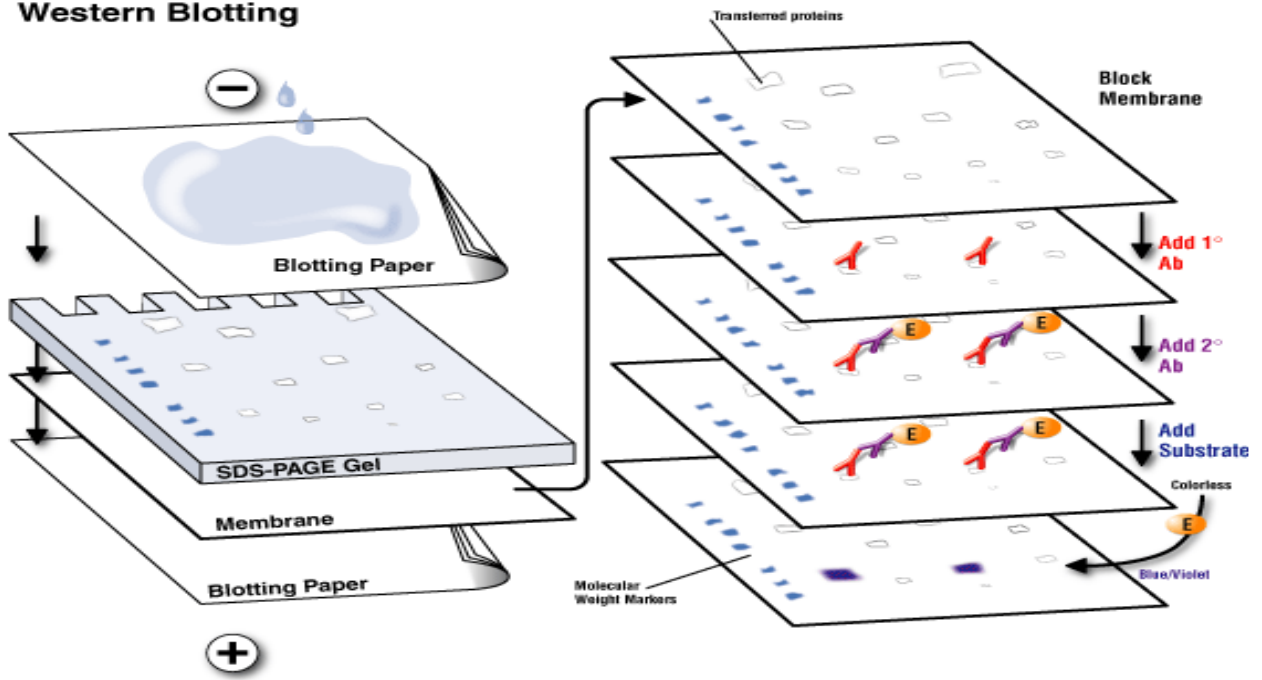 Western Blotting
−
Blotting Paper
SDS-PAGE Gel
Membrane
Blotting Paper
+
Transferred proteins
Block
Membrane
Add 1°
Ab
E
E
Add 2°
Ab
E
E
Add
Substrate
Colorless
E
Blue/Violet
Molecular
Weight Markers